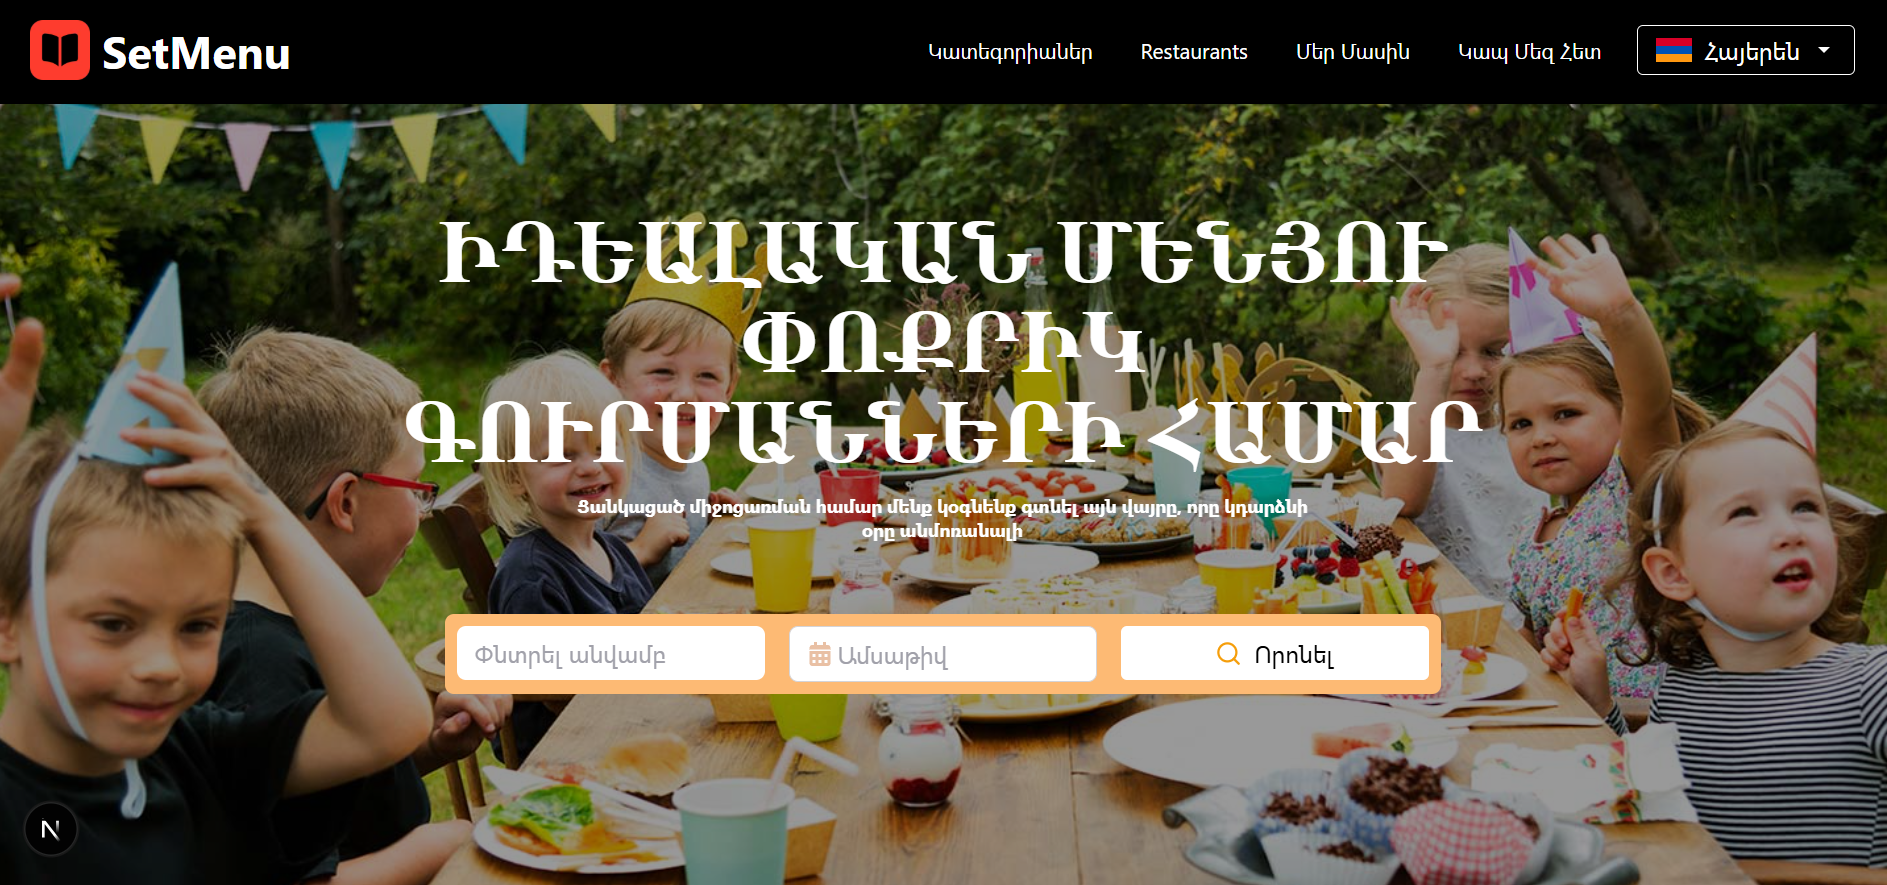 SetMenu
Կատեգորիաներ
Restaurants
Մեր Մասին
Կապ Մեզ Հետ
Հայերեն
ԻԴԵԱԼԱԿԱՆ ՄԵՆՅՈՒ
ՓՈՔՐԻԿ
ԳՈՒՐՄԱՆՆԵՐԻ ՀԱՄԱՐ
Ցանկացած միջոցառման համար մենք կօգնենք գտնել այն վայրը, որը կդարձնի
օրը անմոռանալի
Փնտրել անվամբ
Ամսաթիվ
Որոնել
N